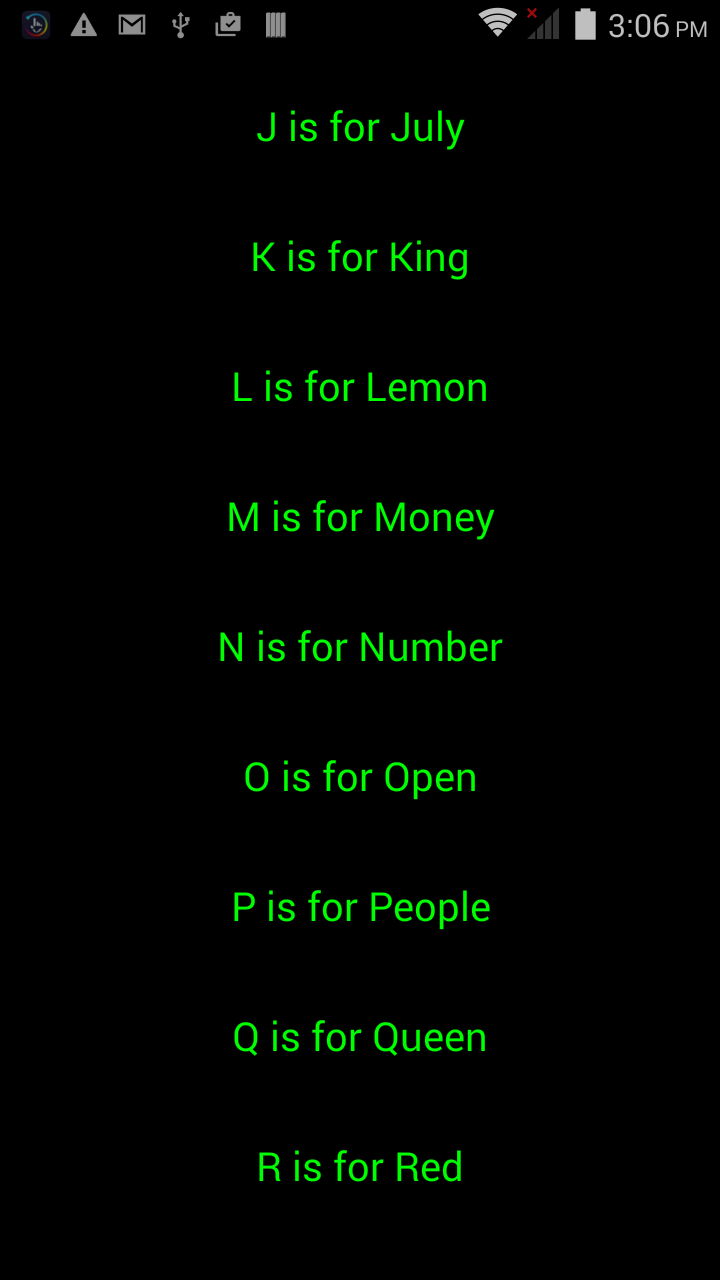 3:06 PM
J is for July
K is for King
L is for Lemon
M is for Money
N is for Number
O is for Open
P is for People
Q is for Queen
R is for Red